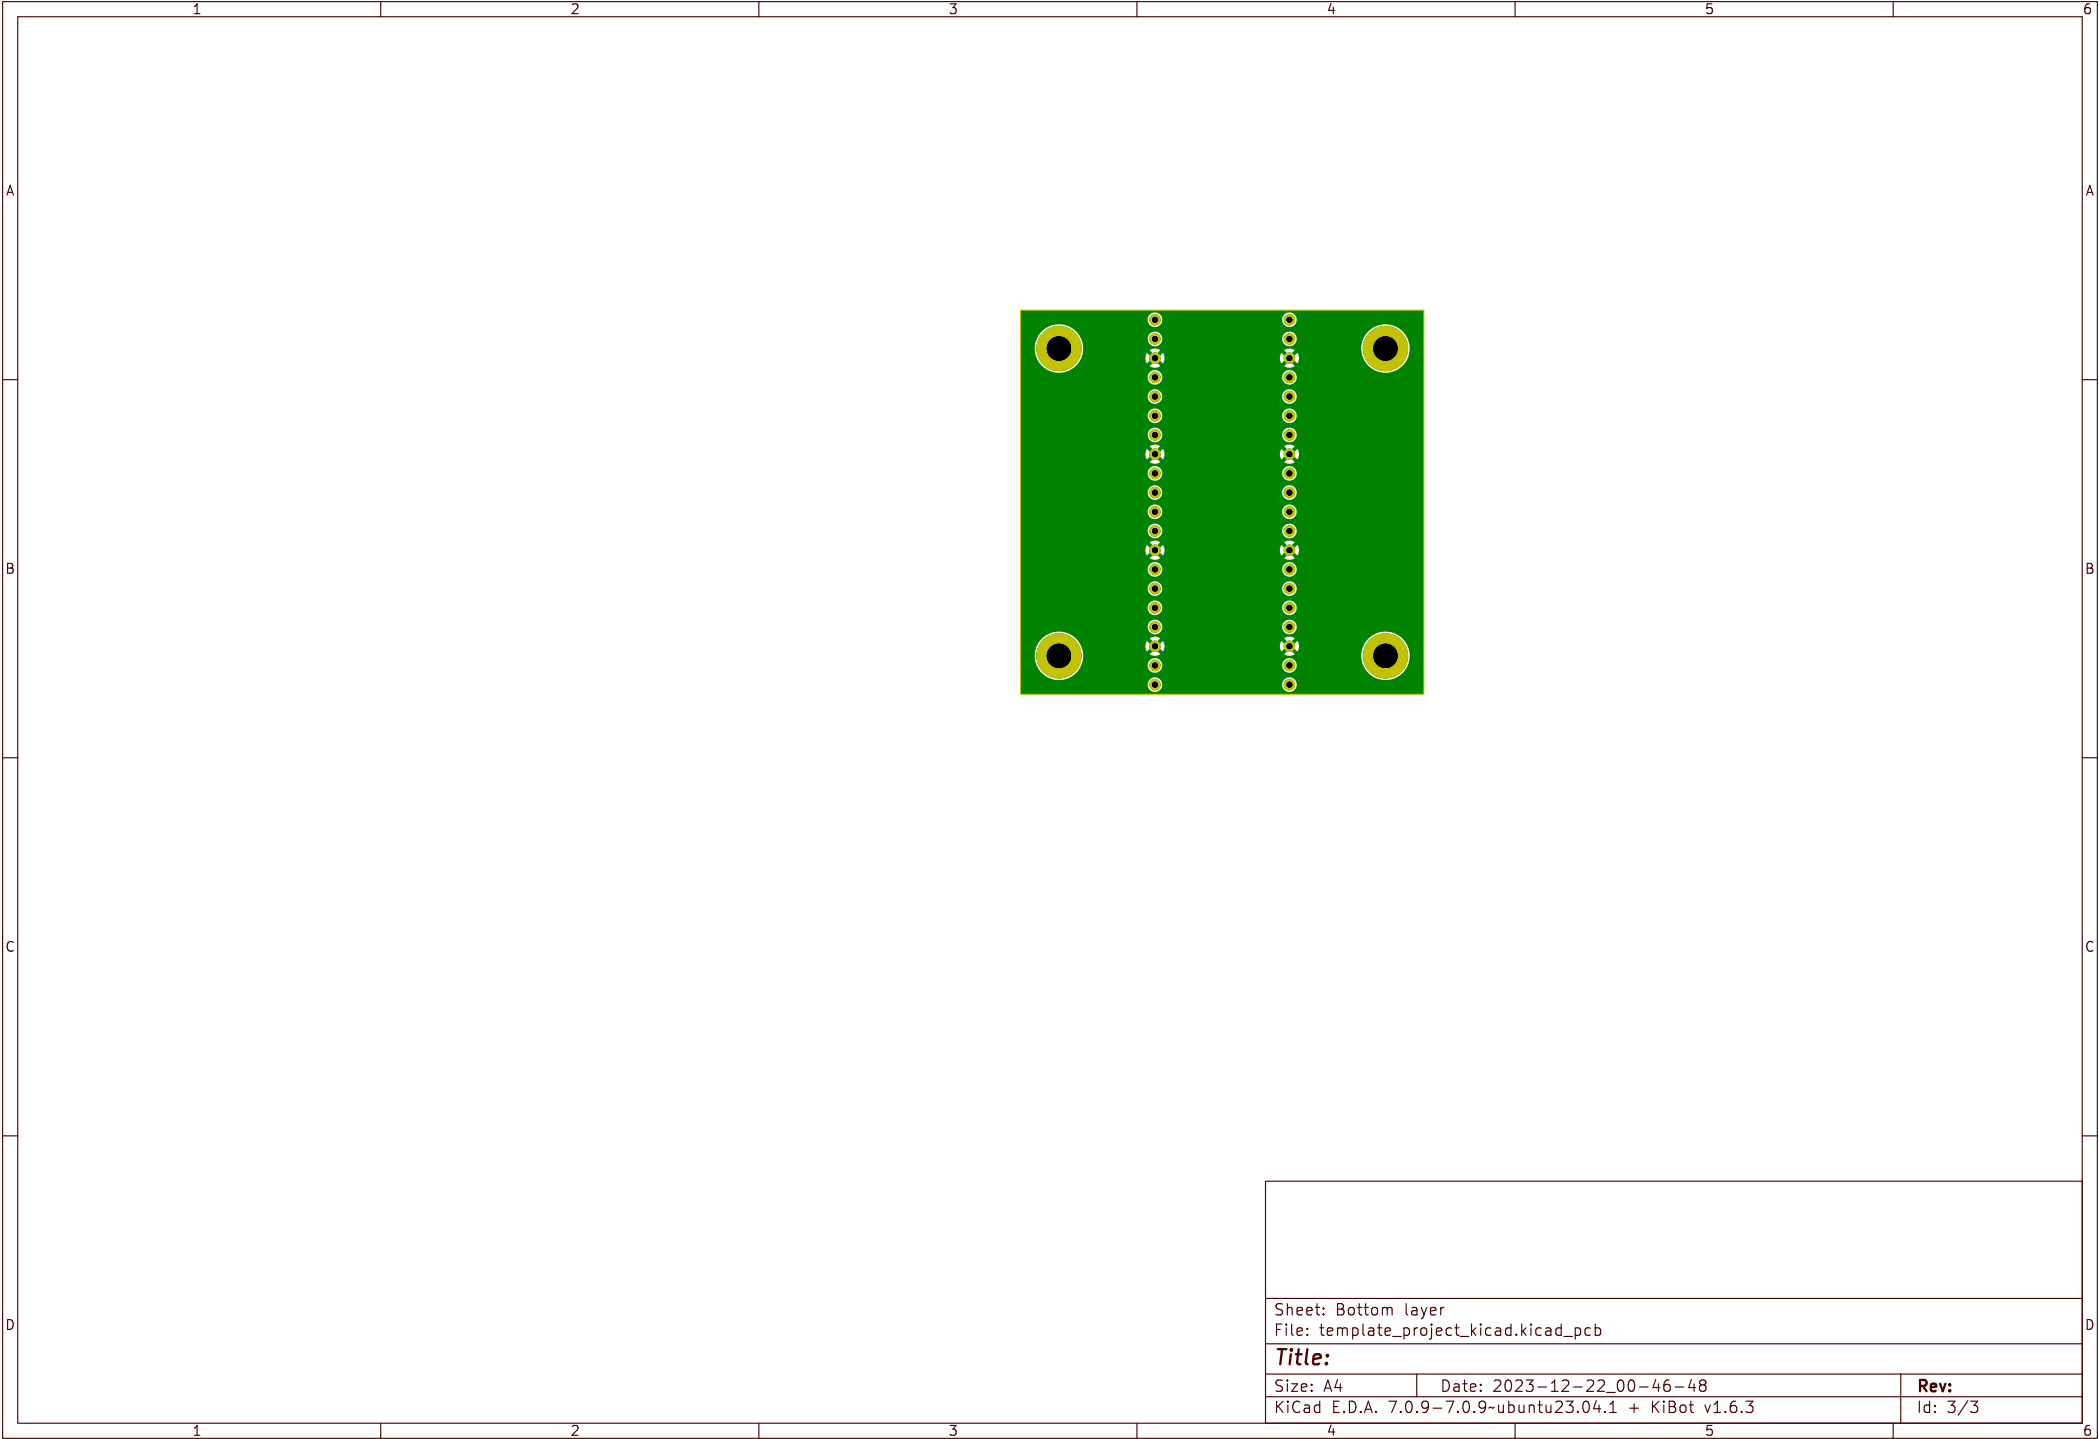 1 2 3 4 5 6
A A
B B
C C
D D
Sheet: Bottom layer
File: template_project_kicad.kicad_pcb
Title:
Size: A4 Date: 2023-12-22_00-46-48 Rev:
KiCad E.D.A. 7.0.9-7.0.9~ubuntu23.04.1 + KiBot v1.6.3 Id: 3/3
1 2 3 4 5 6